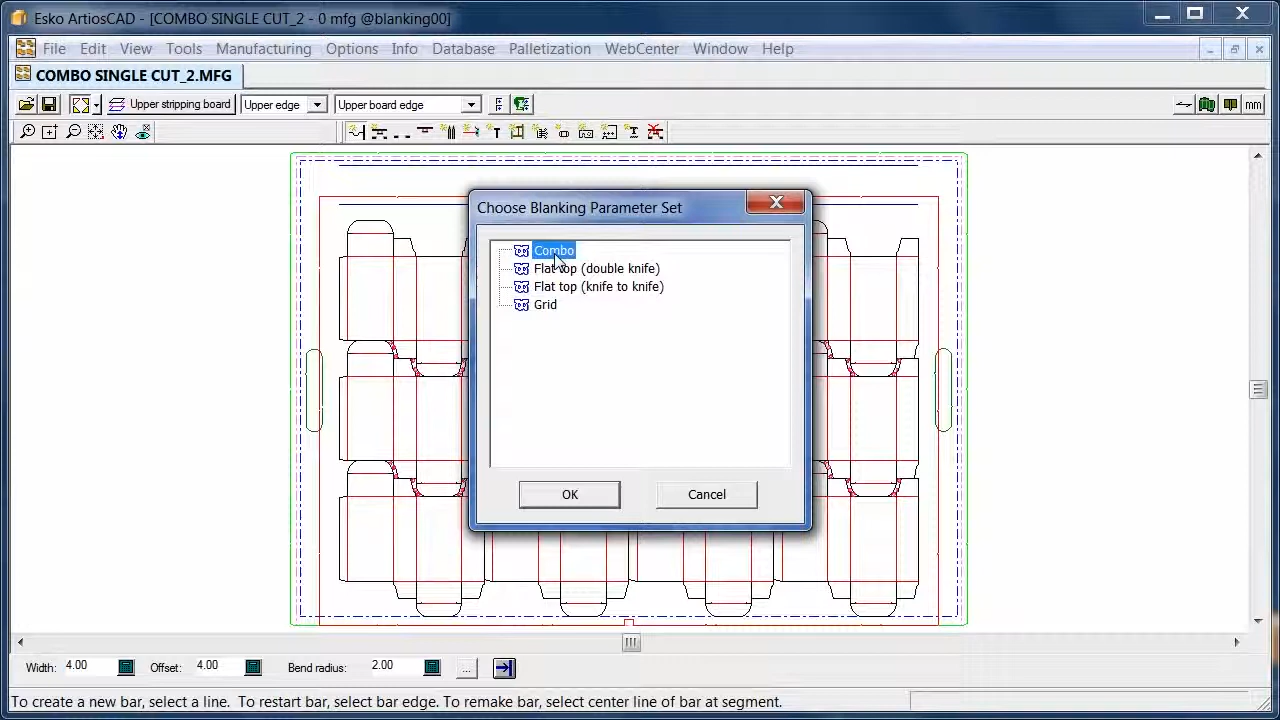 Esko ArtiosCAD - [COMBO SINGLE CUT_2 - 0 mfg @blanking00]
File Edit View Tools Manufacturing Options Info Database Palletization WebCenter Window Help
COMBO SINGLE CUT_2.MFG
Upper stripping board Upper edge Upper board edge mm
Choose Blanking Parameter Set
Combo
Flat top (double knife)
Flat top (knife to knife)
Grid
OK Cancel
Width: 4.00 Offset: 4.00 Bend radius: 2.00 ...
To create a new bar, select a line. To restart bar, select bar edge. To remake bar, select center line of bar at segment.